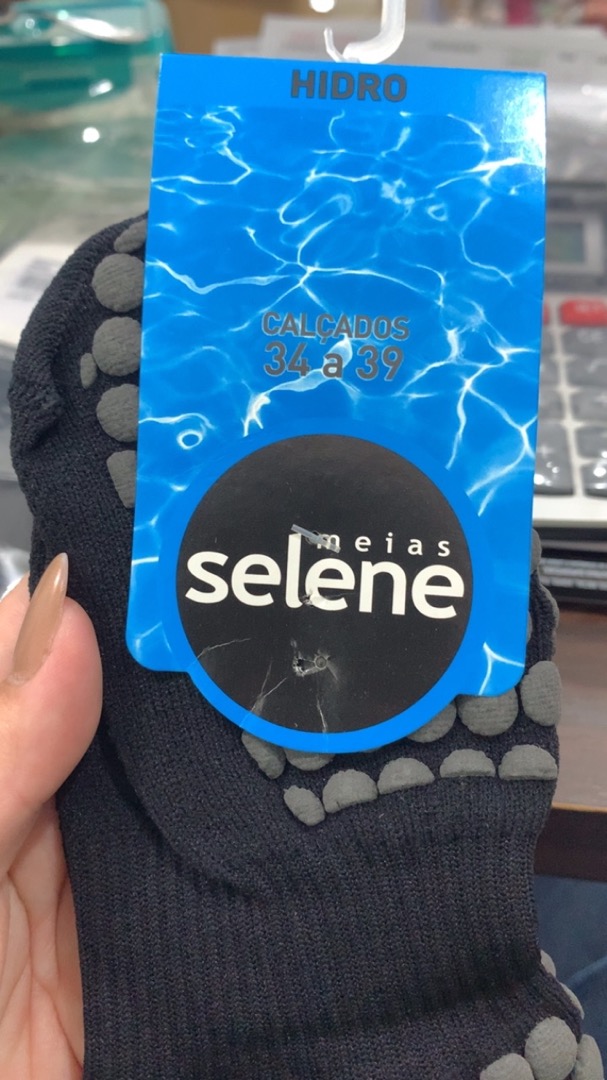 HIDRO
CALÇADOS
34 a 39
meias
selene